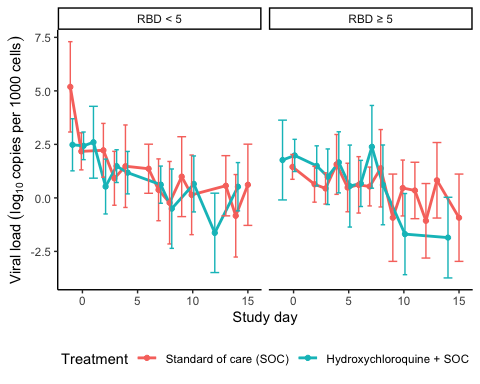 RBD < 5
RBD ≥ 5
Viral load (log₁₀ copies per 1000 cells)
7.5
5.0
2.5
0.0
-2.5
0 5 10 15
0 5 10 15
Study day
Treatment Standard of care (SOC) Hydroxychloroquine + SOC